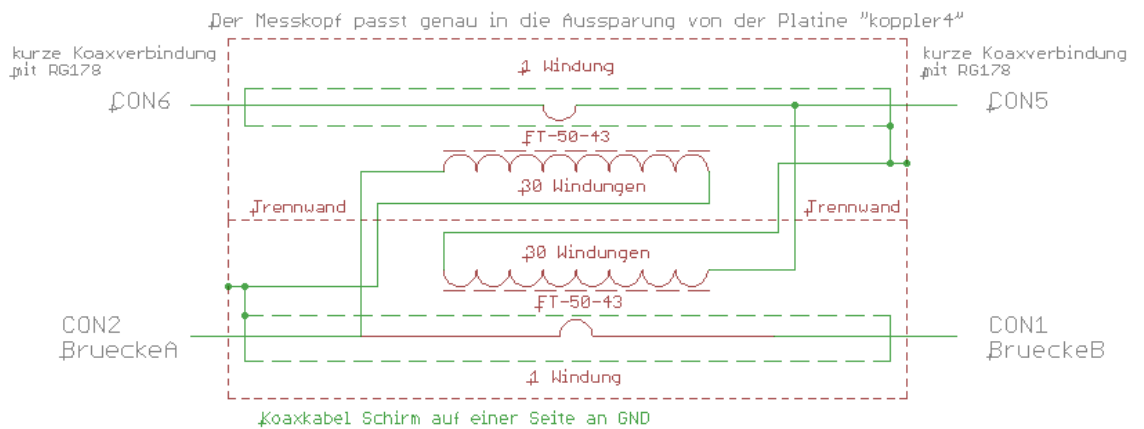 Der Messkopf passt genau in die Aussparung von der Platine "koppler4"
kurze Koaxverbindung
mit RG178
kurze Koaxverbindung
mit RG178
1 Windung
CON6
CON5
FT-50-43
30 Windungen
Trennwand
Trennwand
30 Windungen
FT-50-43
CON2
BrueckeA
CON1
BrueckeB
1 Windung
Koaxkabel Schirm auf einer Seite an GND